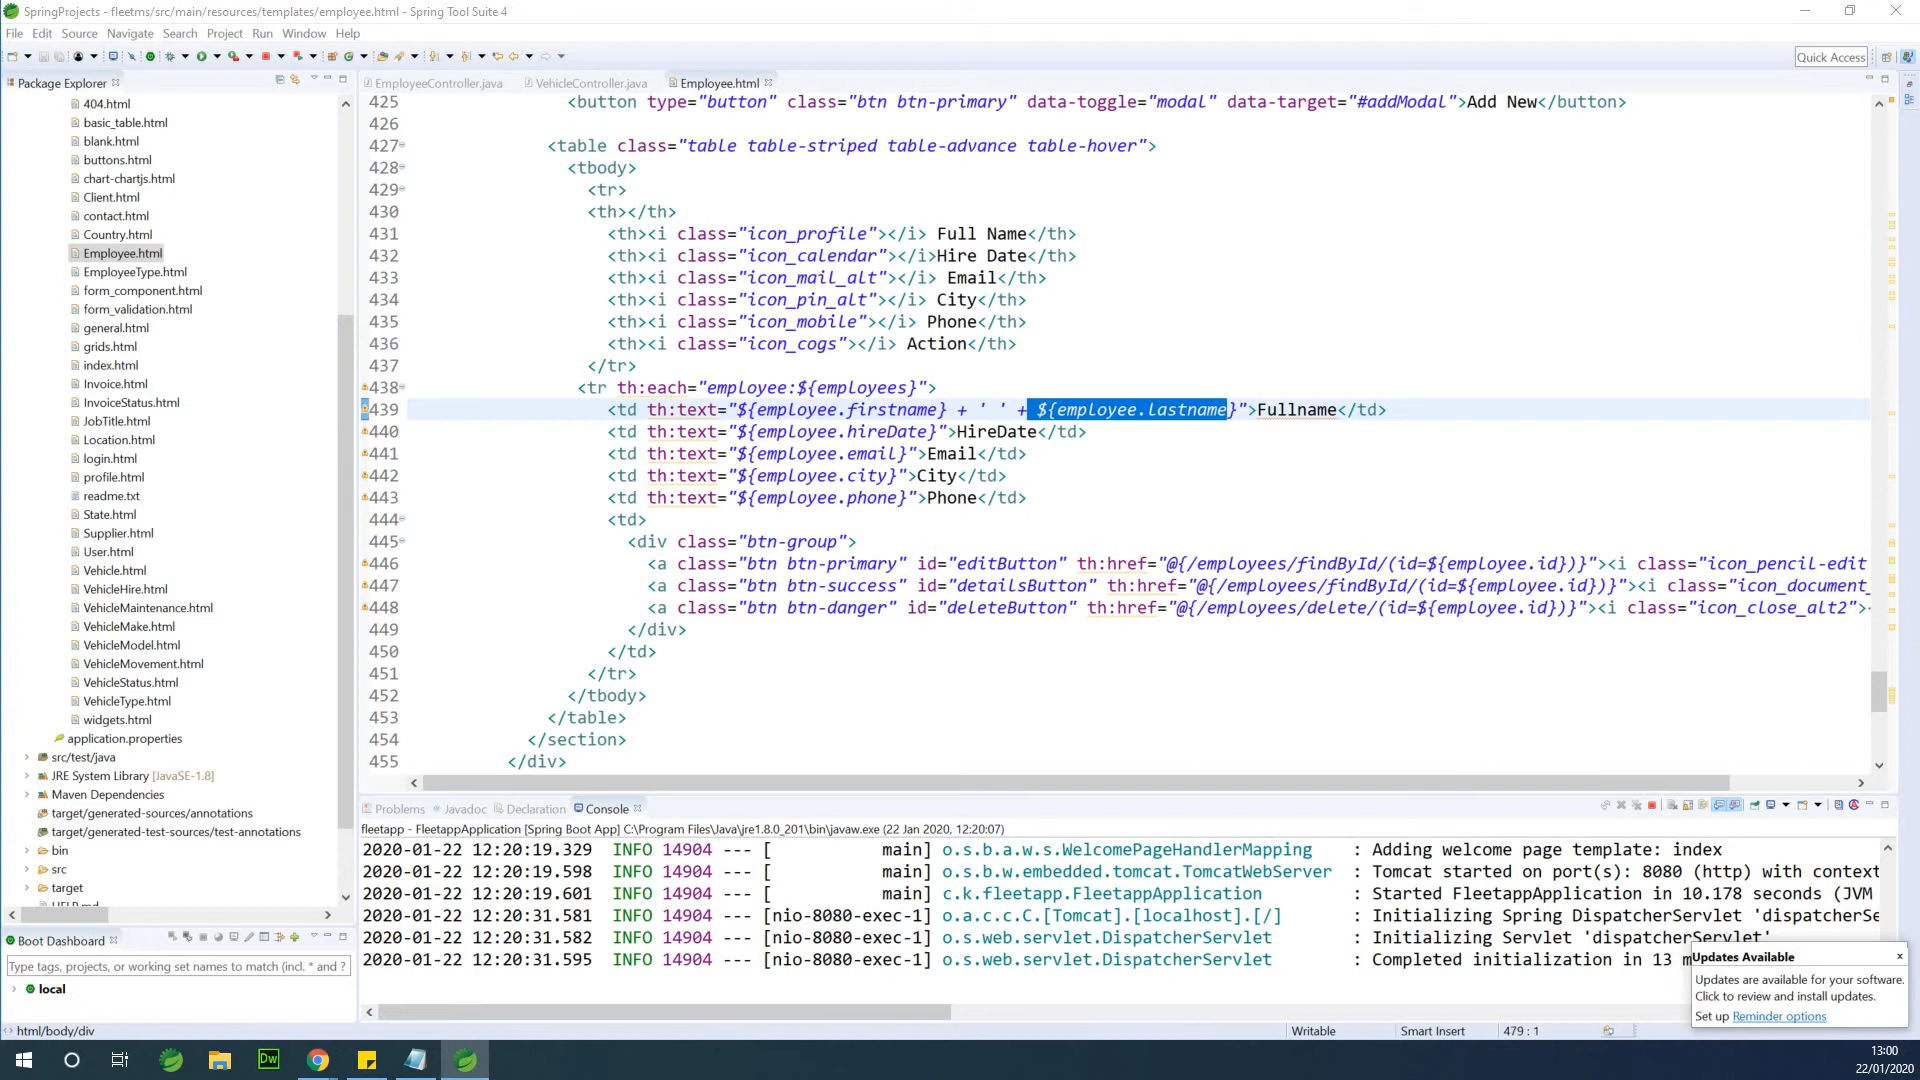 SpringProjects - fleetms/src/main/resources/templates/employee.html - Spring Tool Suite 4
File Edit Source Navigate Search Project Run Window Help
Quick Access
Package Explorer
404.html
basic_table.html
blank.html
buttons.html
chart-chartjs.html
Client.html
contact.html
Country.html
Employee.html
EmployeeType.html
form_component.html
form_validation.html
general.html
grids.html
index.html
Invoice.html
InvoiceStatus.html
JobTitle.html
Location.html
login.html
profile.html
readme.txt
State.html
Supplier.html
User.html
Vehicle.html
VehicleHire.html
VehicleMaintenance.html
VehicleMake.html
VehicleModel.html
VehicleMovement.html
VehicleStatus.html
VehicleType.html
widgets.html
application.properties
src/test/java
JRE System Library [JavaSE-1.8]
Maven Dependencies
target/generated-sources/annotations
target/generated-test-sources/test-annotations
bin
src
target
HELP.md
Boot Dashboard
Type tags, projects, or working set names to match (incl. * and ?
local
EmployeeController.java VehicleController.java Employee.html
425 <button type="button" class="btn btn-primary" data-toggle="modal" data-target="#addModal">Add New</button>
426
427 <table class="table table-striped table-advance table-hover">
428 <tbody>
429 <tr>
430 <th></th>
431 <th><i class="icon_profile"></i> Full Name</th>
432 <th><i class="icon_calendar"></i>Hire Date</th>
433 <th><i class="icon_mail_alt"></i> Email</th>
434 <th><i class="icon_pin_alt"></i> City</th>
435 <th><i class="icon_mobile"></i> Phone</th>
436 <th><i class="icon_cogs"></i> Action</th>
437 </tr>
438 <tr th:each="employee:${employees}">
439 <td th:text="${employee.firstname} + ' ' + ${employee.lastname}">Fullname</td>
440 <td th:text="${employee.hireDate}">HireDate</td>
441 <td th:text="${employee.email}">Email</td>
442 <td th:text="${employee.city}">City</td>
443 <td th:text="${employee.phone}">Phone</td>
444 <td>
445 <div class="btn-group">
446 <a class="btn btn-primary" id="editButton" th:href="@{/employees/findById/(id=${employee.id})}"><i class="icon_pencil-edit
447 <a class="btn btn-success" id="detailsButton" th:href="@{/employees/findById/(id=${employee.id})}"><i class="icon_document_
448 <a class="btn btn-danger" id="deleteButton" th:href="@{/employees/delete/(id=${employee.id})}"><i class="icon_close_alt2">
449 </div>
450 </td>
451 </tr>
452 </tbody>
453 </table>
454 </section>
455 </div>
Problems Javadoc Declaration Console
fleetapp - FleetappApplication [Spring Boot App] C:\Program Files\Java\jre1.8.0_201\bin\javaw.exe (22 Jan 2020, 12:20:07)
2020-01-22 12:20:19.329 INFO 14904 --- [ main] o.s.b.a.w.s.WelcomePageHandlerMapping : Adding welcome page template: index
2020-01-22 12:20:19.598 INFO 14904 --- [ main] o.s.b.w.embedded.tomcat.TomcatWebServer : Tomcat started on port(s): 8080 (http) with context
2020-01-22 12:20:19.601 INFO 14904 --- [ main] c.k.fleetapp.FleetappApplication : Started FleetappApplication in 10.178 seconds (JVM
2020-01-22 12:20:31.581 INFO 14904 --- [nio-8080-exec-1] o.a.c.c.C.[Tomcat].[localhost].[/] : Initializing Spring DispatcherServlet 'dispatcherSe
2020-01-22 12:20:31.582 INFO 14904 --- [nio-8080-exec-1] o.s.web.servlet.DispatcherServlet : Initializing Servlet 'dispatcherServlet'
2020-01-22 12:20:31.595 INFO 14904 --- [nio-8080-exec-1] o.s.web.servlet.DispatcherServlet : Completed initialization in 13 m
Updates Available
Updates are available for your software.
Click to review and install updates.
Set up Reminder options
html/body/div
Writable Smart Insert 479 : 1
Dw
13:00
22/01/2020